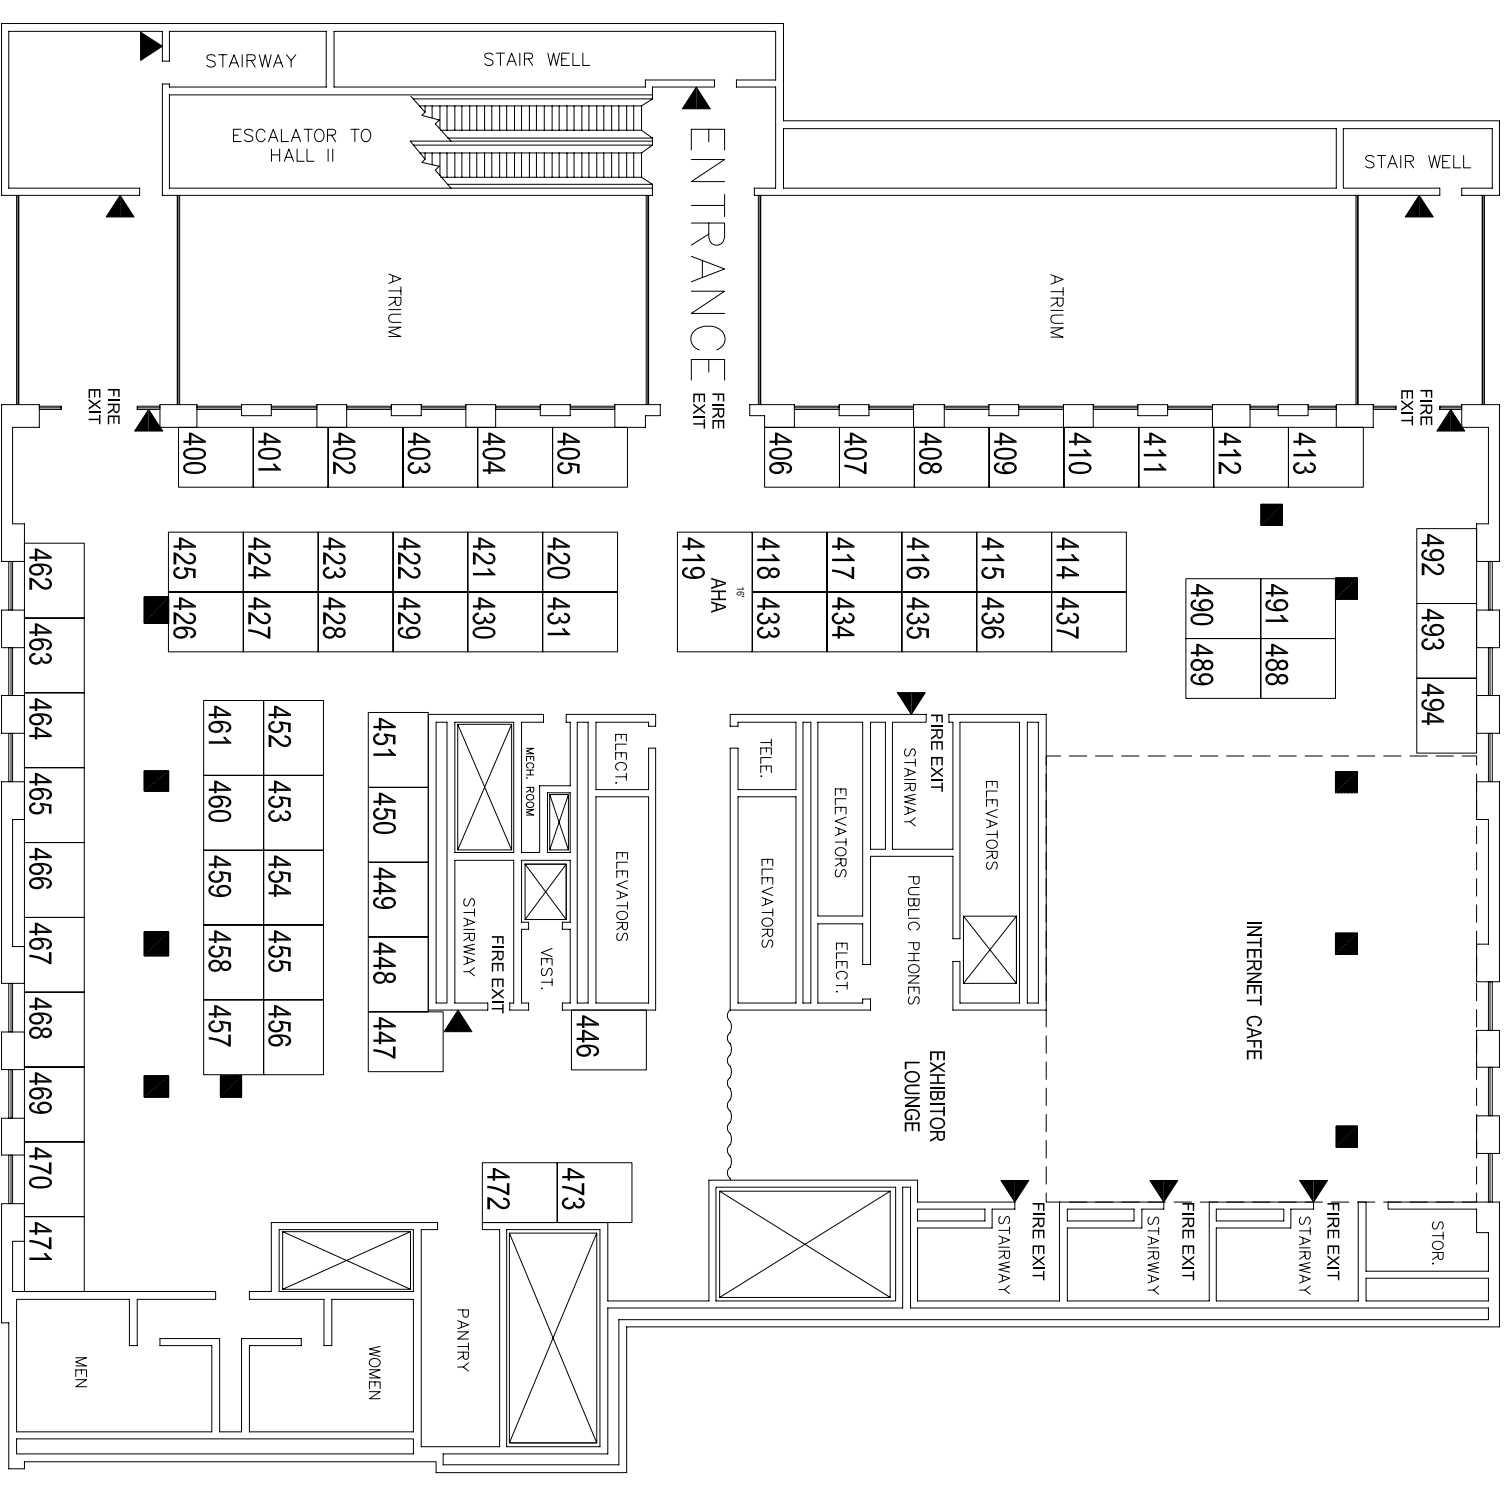 STAIRWAY
STAIR WELL
ESCALATOR TO
HALL II
STAIR WELL
ENTRANCE
ATRIUM
ATRIUM
FIRE
EXIT
FIRE
EXIT
FIRE
EXIT
400
401
402
403
404
405
406
407
408
409
410
411
412
413
425
424
423
422
421
420
419
AHA
16'
418
417
416
415
414
426
427
428
429
430
431
433
434
435
436
437
490
491
489
488
492
493
494
462
463
464
465
466
467
468
469
470
471
461
452
460
453
459
454
458
455
457
456
451
450
449
448
447
446
MECH. ROOM
ELECT.
ELEVATORS
STAIRWAY
FIRE EXIT
VEST.
TELE.
ELEVATORS
ELEVATORS
ELECT.
STAIRWAY
FIRE EXIT
PUBLIC PHONES
ELEVATORS
INTERNET CAFE
EXHIBITOR
LOUNGE
472
473
FIRE EXIT
STAIRWAY
FIRE EXIT
STAIRWAY
FIRE EXIT
STAIRWAY
STOR.
PANTRY
WOMEN
MEN